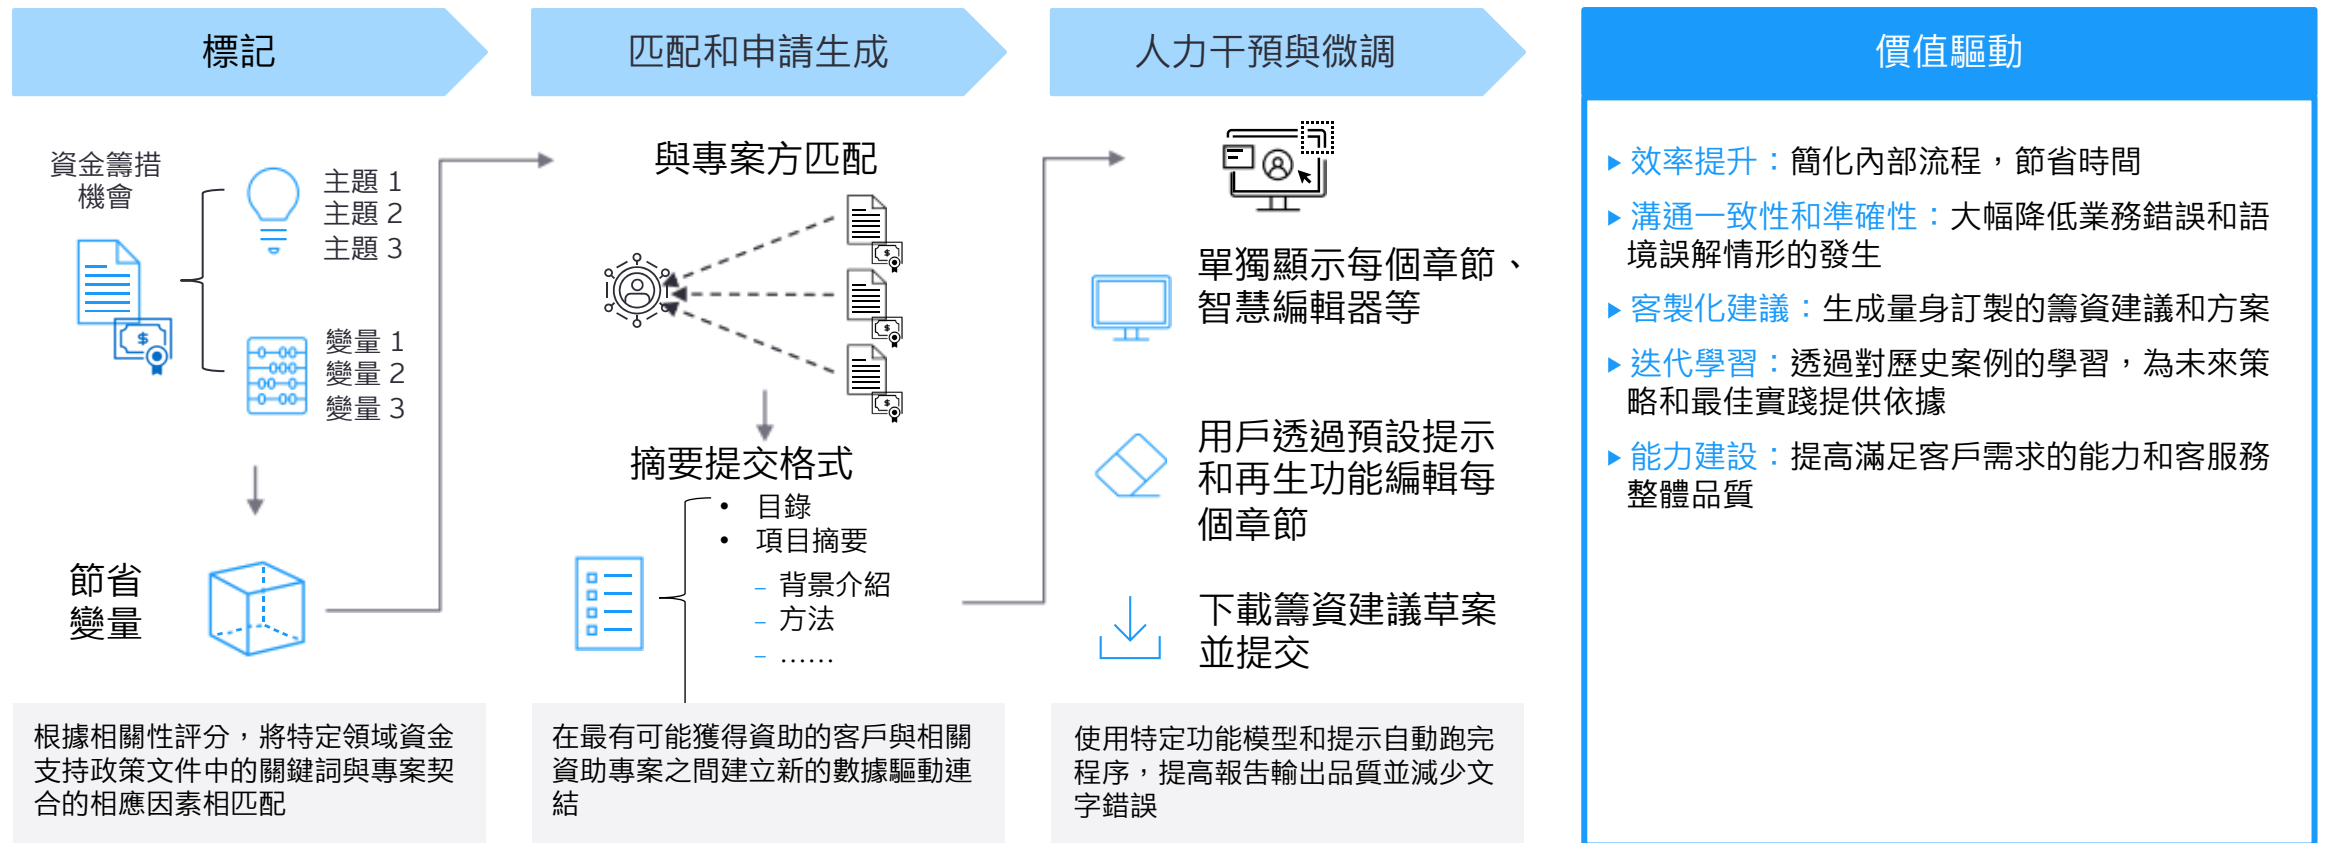 標記
資金籌措
機會
主題 1
主題 2
主題 3
變量 1
變量 2
變量 3
節省
變量
根據相關性評分，將特定領域資金
支持政策文件中的關鍵詞與專案契
合的相應因素相匹配
匹配和申請生成
與專案方匹配
摘要提交格式
• 目錄
• 項目摘要
– 背景介紹
– 方法
– ……
在最有可能獲得資助的客戶與相關
資助專案之間建立新的數據驅動連
結
人力干預與微調
單獨顯示每個章節、
智慧編輯器等
用戶透過預設提示
和再生功能編輯每
個章節
下載籌資建議草案
並提交
使用特定功能模型和提示自動跑完
程序，提高報告輸出品質並減少文
字錯誤
價值驅動
效率提升：簡化內部流程，節省時間
溝通一致性和準確性：大幅降低業務錯誤和語
境誤解情形的發生
客製化建議：生成量身訂製的籌資建議和方案
迭代學習：透過對歷史案例的學習，為未來策
略和最佳實踐提供依據
能力建設：提高滿足客戶需求的能力和客服務
整體品質